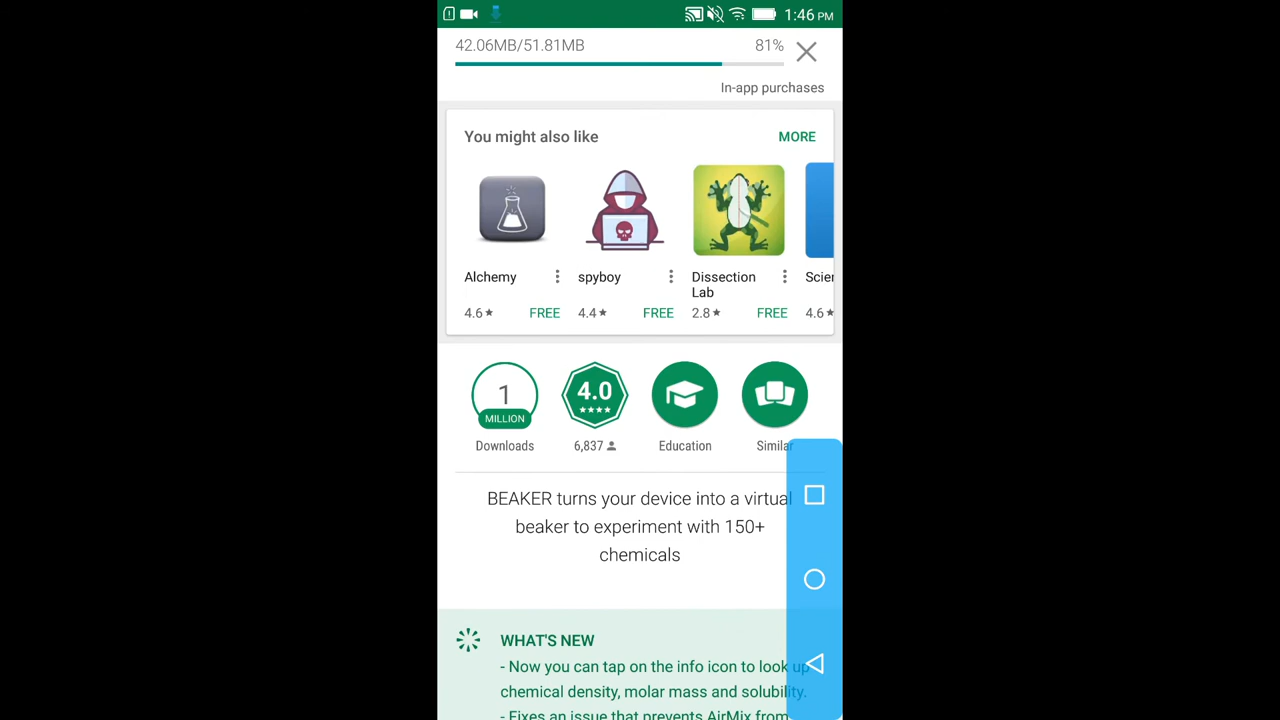 1:46 PM
42.06MB/51.81MB 81%
In-app purchases
You might also like MORE
Alchemy spyboy Dissection Lab Scien
4.6 FREE 4.4 FREE 2.8 FREE 4.6
1 MILLION 4.0
Downloads 6,837 Education Similar
BEAKER turns your device into a virtual
beaker to experiment with 150+
chemicals
WHAT'S NEW
- Now you can tap on the info icon to look up
chemical density, molar mass and solubility.
- Fixes an issue that prevents AirMix from